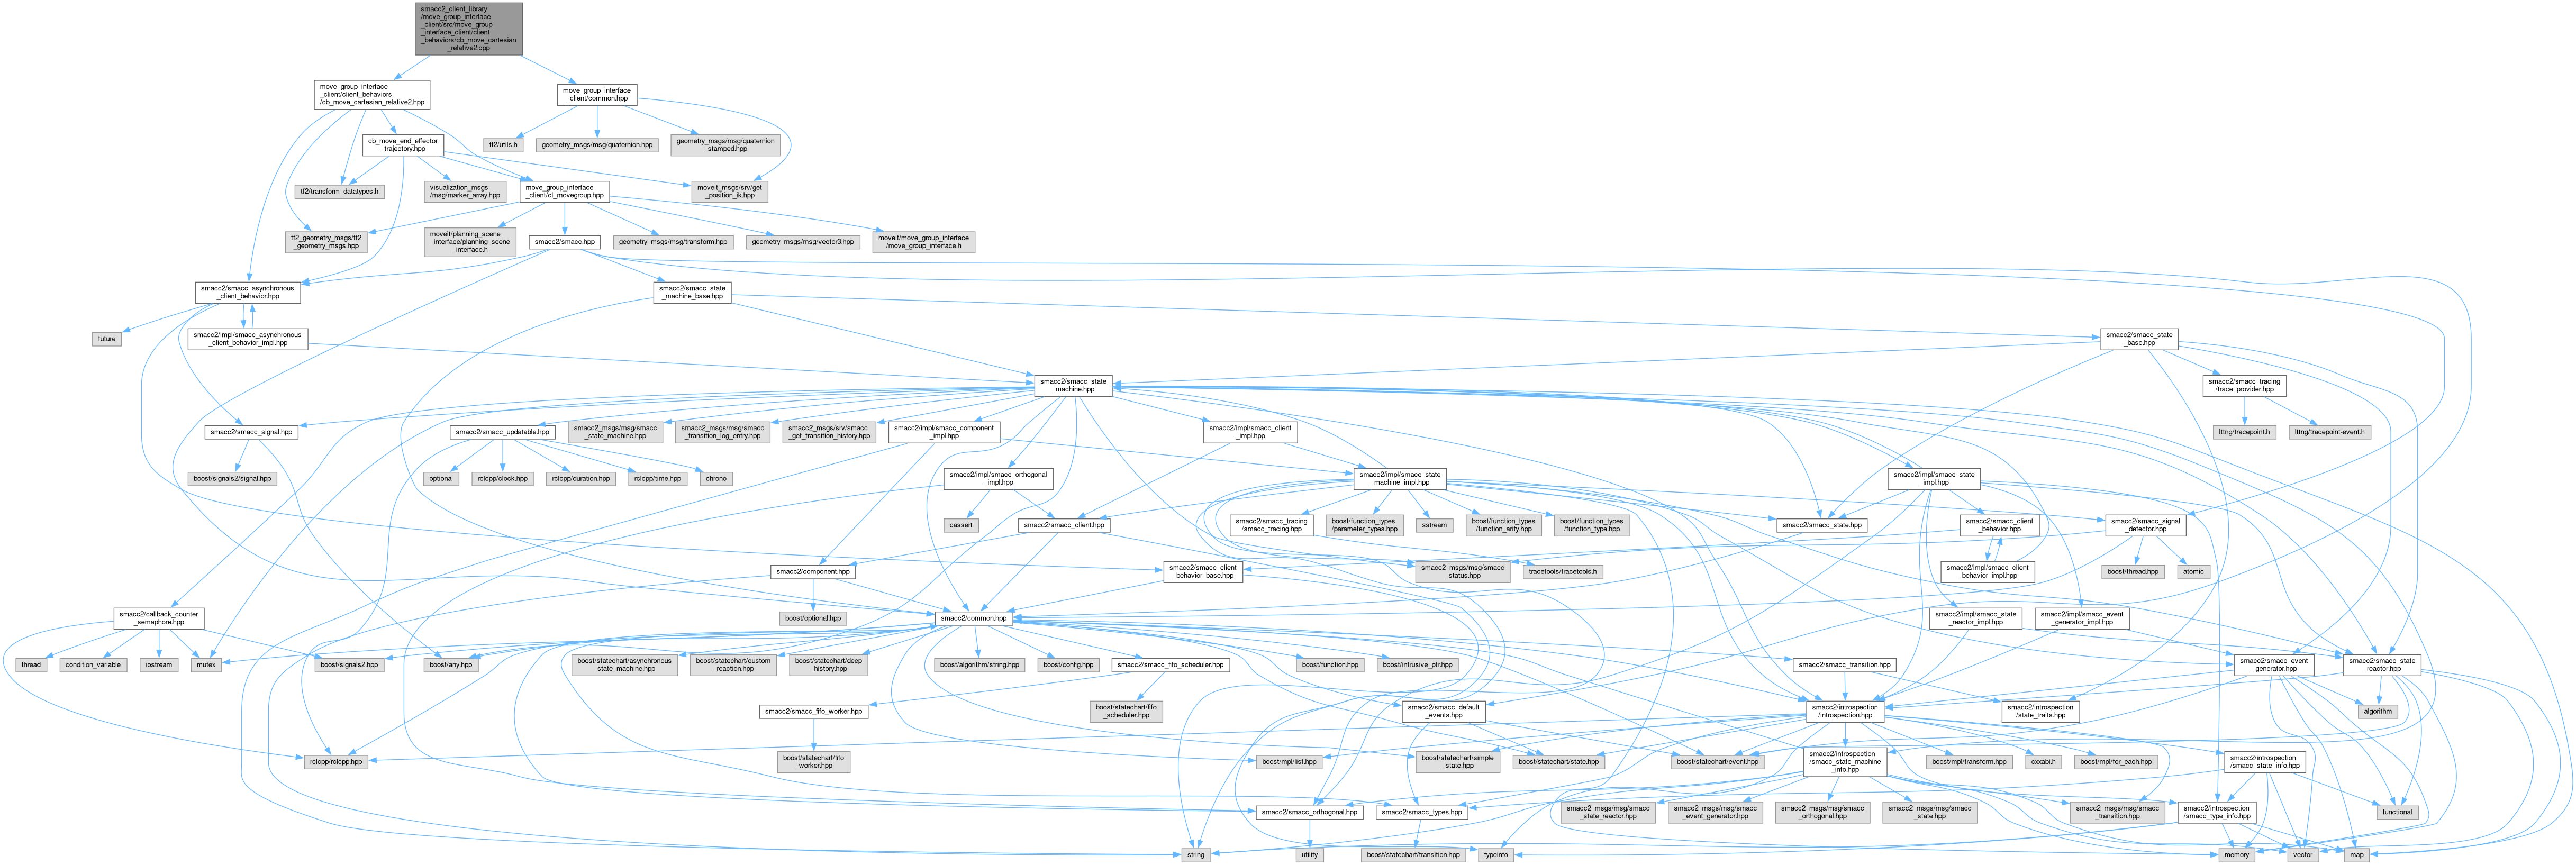 smacc2_client_library
/move_group_interface
_client/src/move_group
_interface_client/client
_behaviors/cb_move_cartesian
_relative2.cpp
move_group_interface
_client/client_behaviors
/cb_move_cartesian_relative2.hpp
move_group_interface
_client/common.hpp
cb_move_end_effector
_trajectory.hpp
tf2/utils.h
geometry_msgs/msg/quaternion.hpp
geometry_msgs/msg/quaternion
_stamped.hpp
tf2/transform_datatypes.h
visualization_msgs
/msg/marker_array.hpp
move_group_interface
_client/cl_movegroup.hpp
moveit_msgs/srv/get
_position_ik.hpp
tf2_geometry_msgs/tf2
_geometry_msgs.hpp
moveit/planning_scene
_interface/planning_scene
_interface.h
smacc2/smacc.hpp
geometry_msgs/msg/transform.hpp
geometry_msgs/msg/vector3.hpp
moveit/move_group_interface
/move_group_interface.h
smacc2/smacc_asynchronous
_client_behavior.hpp
smacc2/smacc_state
_machine_base.hpp
future
smacc2/impl/smacc_asynchronous
_client_behavior_impl.hpp
smacc2/smacc_state
_base.hpp
smacc2/smacc_state
_machine.hpp
smacc2/smacc_tracing
/trace_provider.hpp
smacc2/smacc_signal.hpp
smacc2/smacc_updatable.hpp
smacc2_msgs/msg/smacc
_state_machine.hpp
smacc2_msgs/msg/smacc
_transition_log_entry.hpp
smacc2_msgs/srv/smacc
_get_transition_history.hpp
smacc2/impl/smacc_component
_impl.hpp
smacc2/impl/smacc_client
_impl.hpp
lttng/tracepoint.h
lttng/tracepoint-event.h
boost/signals2/signal.hpp
optional
rclcpp/clock.hpp
rclcpp/duration.hpp
rclcpp/time.hpp
chrono
smacc2/impl/smacc_orthogonal
_impl.hpp
smacc2/impl/smacc_state
_machine_impl.hpp
smacc2/impl/smacc_state
_impl.hpp
cassert
smacc2/smacc_client.hpp
smacc2/smacc_tracing
/smacc_tracing.hpp
boost/function_types
/parameter_types.hpp
sstream
boost/function_types
/function_arity.hpp
boost/function_types
/function_type.hpp
smacc2/smacc_state.hpp
smacc2/smacc_client
_behavior.hpp
smacc2/smacc_signal
_detector.hpp
smacc2/component.hpp
smacc2/smacc_client
_behavior_base.hpp
smacc2_msgs/msg/smacc
_status.hpp
tracetools/tracetools.h
smacc2/impl/smacc_client
_behavior_impl.hpp
boost/thread.hpp
atomic
smacc2/callback_counter
_semaphore.hpp
boost/optional.hpp
smacc2/common.hpp
smacc2/impl/smacc_state
_reactor_impl.hpp
smacc2/impl/smacc_event
_generator_impl.hpp
thread
condition_variable
iostream
mutex
boost/signals2.hpp
boost/any.hpp
boost/statechart/asynchronous
_state_machine.hpp
boost/statechart/custom
_reaction.hpp
boost/statechart/deep
_history.hpp
boost/algorithm/string.hpp
boost/config.hpp
smacc2/smacc_fifo_scheduler.hpp
boost/function.hpp
boost/intrusive_ptr.hpp
smacc2/smacc_transition.hpp
smacc2/smacc_event
_generator.hpp
smacc2/smacc_state
_reactor.hpp
smacc2/smacc_fifo_worker.hpp
boost/statechart/fifo
_scheduler.hpp
smacc2/smacc_default
_events.hpp
smacc2/introspection
/introspection.hpp
smacc2/introspection
/state_traits.hpp
algorithm
rclcpp/rclcpp.hpp
boost/statechart/fifo
_worker.hpp
boost/mpl/list.hpp
boost/statechart/simple
_state.hpp
boost/statechart/state.hpp
boost/statechart/event.hpp
smacc2/introspection
/smacc_state_machine
_info.hpp
boost/mpl/transform.hpp
cxxabi.h
boost/mpl/for_each.hpp
smacc2/introspection
/smacc_state_info.hpp
smacc2/smacc_orthogonal.hpp
smacc2/smacc_types.hpp
smacc2_msgs/msg/smacc
_state_reactor.hpp
smacc2_msgs/msg/smacc
_event_generator.hpp
smacc2_msgs/msg/smacc
_orthogonal.hpp
smacc2_msgs/msg/smacc
_state.hpp
smacc2_msgs/msg/smacc
_transition.hpp
smacc2/introspection
/smacc_type_info.hpp
functional
string
utility
boost/statechart/transition.hpp
typeinfo
memory
vector
map